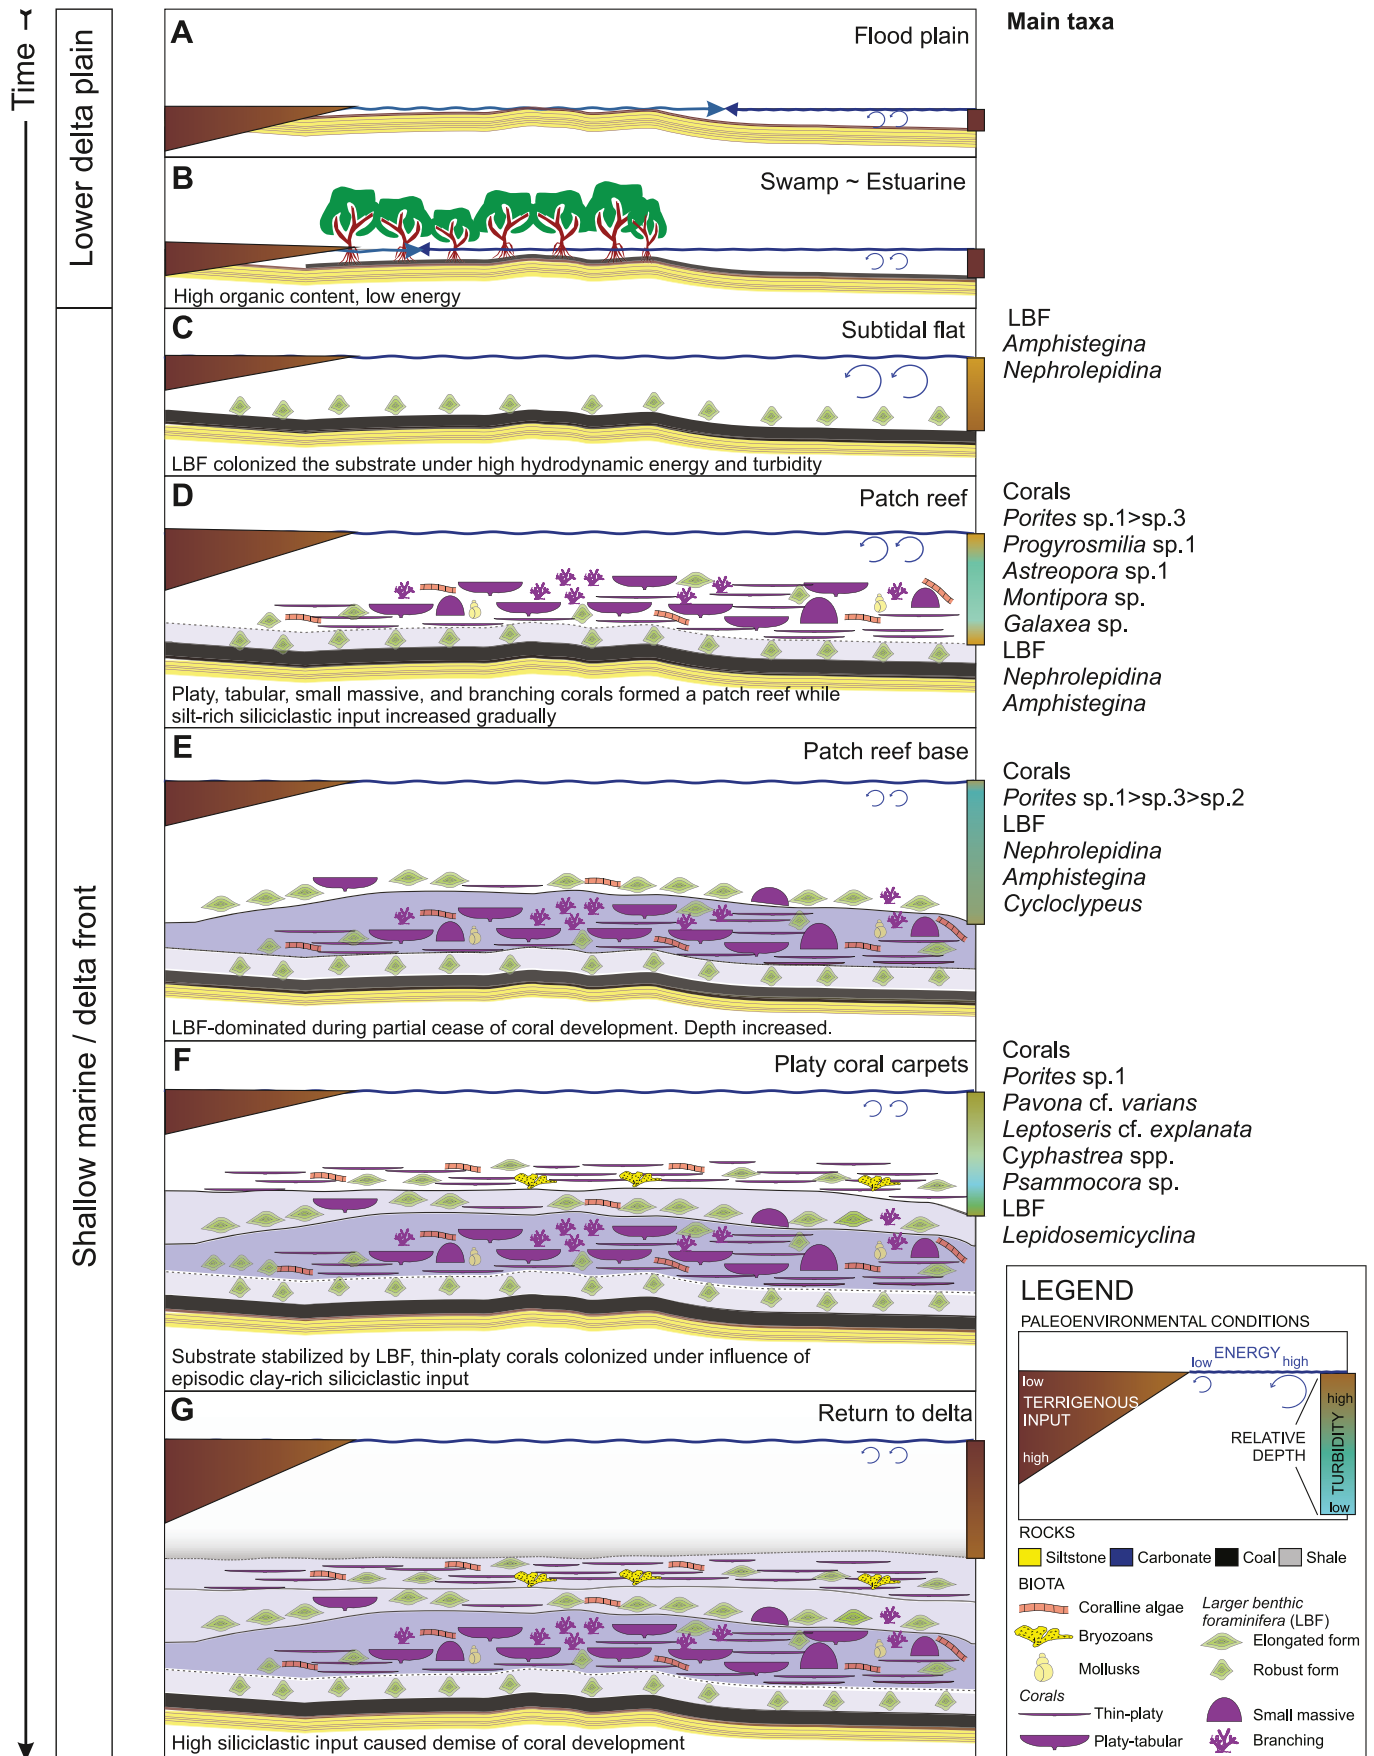 Time
Lower delta plain
Shallow marine / delta front
Main taxa
A
Flood plain
B
Swamp ~ Estuarine
High organic content, low energy
C
Subtidal flat
LBF colonized the substrate under high hydrodynamic energy and turbidity
LBF
Amphistegina
Nephrolepidina
D
Patch reef
Platy, tabular, small massive, and branching corals formed a patch reef while
silt-rich siliciclastic input increased gradually
Corals
Porites sp.1>sp.3
Progyrosmilia sp.1
Astreopora sp.1
Montipora sp.
Galaxea sp.
LBF
Nephrolepidina
Amphistegina
E
Patch reef base
LBF-dominated during partial cease of coral development. Depth increased.
Corals
Porites sp.1>sp.3>sp.2
LBF
Nephrolepidina
Amphistegina
Cycloclypeus
F
Platy coral carpets
Substrate stabilized by LBF, thin-platy corals colonized under influence of
episodic clay-rich siliciclastic input
Corals
Porites sp.1
Pavona cf. varians
Leptoseris cf. explanata
Cyphastrea spp.
Psammocora sp.
LBF
Lepidosemicyclina
G
Return to delta
High siliciclastic input caused demise of coral development
LEGEND
PALEOENVIRONMENTAL CONDITIONS
low ENERGY high
low
TERRIGENOUS
INPUT
high
RELATIVE
DEPTH
high
TURBIDITY
low
ROCKS
Siltstone Carbonate Coal Shale
BIOTA
Coralline algae
Bryozoans
Mollusks
Larger benthic
foraminifera (LBF)
Elongated form
Robust form
Corals
Thin-platy
Platy-tabular
Small massive
Branching